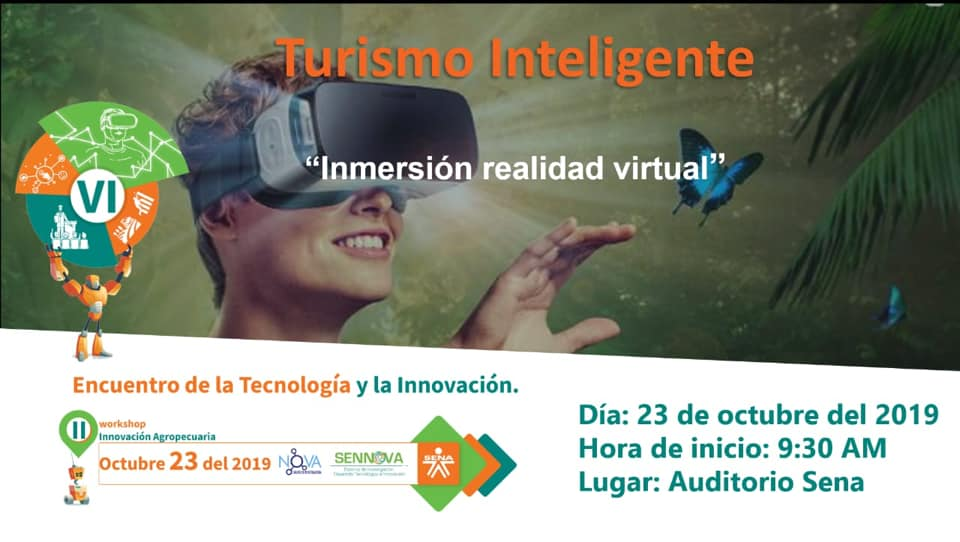 Turismo Inteligente
“Inmersión realidad virtual”
VI
Encuentro de la Tecnología y la Innovación.
II
workshop
Innovación Agropecuaria
Octubre 23 del 2019
NOVA
SENNOVA
SENA
Día: 23 de octubre del 2019
Hora de inicio: 9:30 AM
Lugar: Auditorio Sena